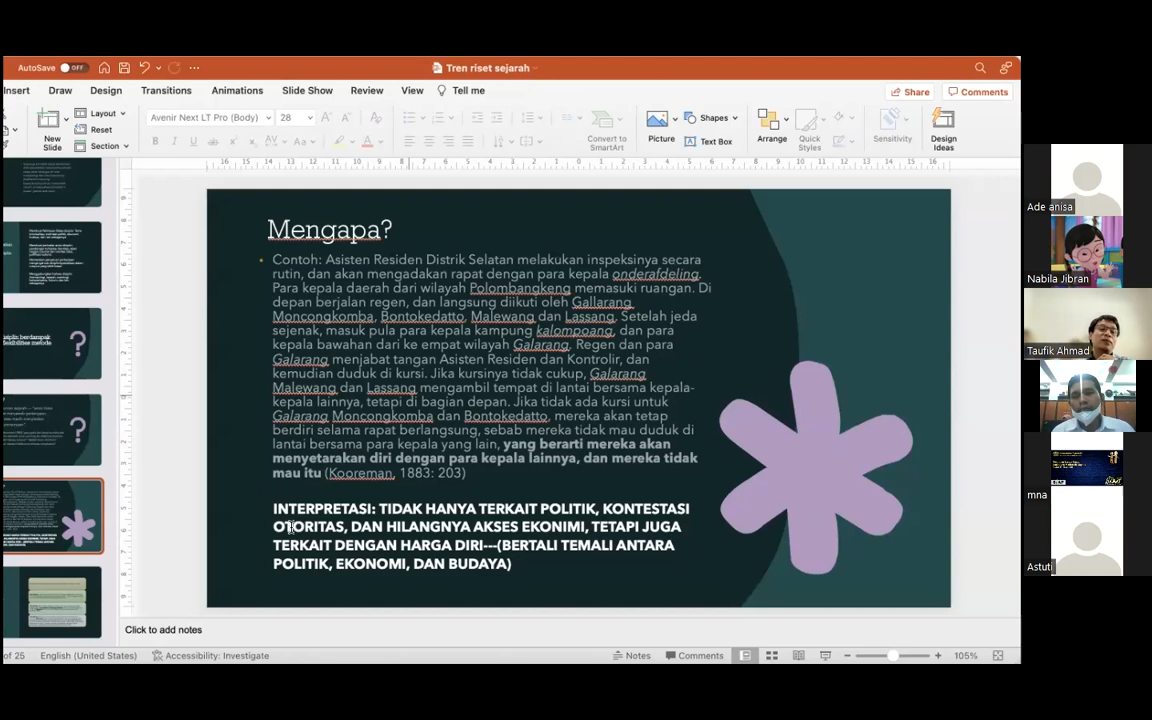 AutoSave OFF
Tren riset sejarah
Insert Draw Design Transitions Animations Slide Show Review View Tell me
Share Comments
New Slide
Layout
Reset
Section
Avenir Next LT Pro (Body) 28
Convert to SmartArt
Picture
Shapes
Text Box
Arrange
Quick Styles
Sensitivity
Design Ideas
Mengapa?
Contoh: Asisten Residen Distrik Selatan melakukan inspeksinya secara
rutin, dan akan mengadakan rapat dengan para kepala onderafdeling.
Para kepala daerah dari wilayah Polombangkeng memasuki ruangan. Di
depan berjalan regen, dan langsung diikuti oleh Gallarang
Moncongkomba, Bontokedatto, Malewang dan Lassang. Setelah jeda
sejenak, masuk pula para kepala kampung kalompoang, dan para
kepala bawahan dari ke empat wilayah Galarang. Regen dan para
Galarang menjabat tangan Asisten Residen dan Kontrolir, dan
kemudian duduk di kursi. Jika kursinya tidak cukup, Galarang
Malewang dan Lassang mengambil tempat di lantai bersama kepala-
kepala lainnya, tetapi di bagian depan. Jika tidak ada kursi untuk
Galarang Moncongkomba dan Bontokedatto, mereka akan tetap
berdiri selama rapat berlangsung, sebab mereka tidak mau duduk di
lantai bersama para kepala yang lain, yang berarti mereka akan
menyetarakan diri dengan para kepala lainnya, dan mereka tidak
mau itu (Kooreman, 1883: 203)
INTERPRETASI: TIDAK HANYA TERKAIT POLITIK, KONTESTASI
OTORITAS, DAN HILANGNYA AKSES EKONIMI, TETAPI JUGA
TERKAIT DENGAN HARGA DIRI---(BERTALI TEMALI ANTARA
POLITIK, EKONOMI, DAN BUDAYA)
Click to add notes
of 25 English (United States) Accessibility: Investigate Notes Comments 105%
Ade anisa
Nabila Jibran
Taufik Ahmad
mna
Astuti